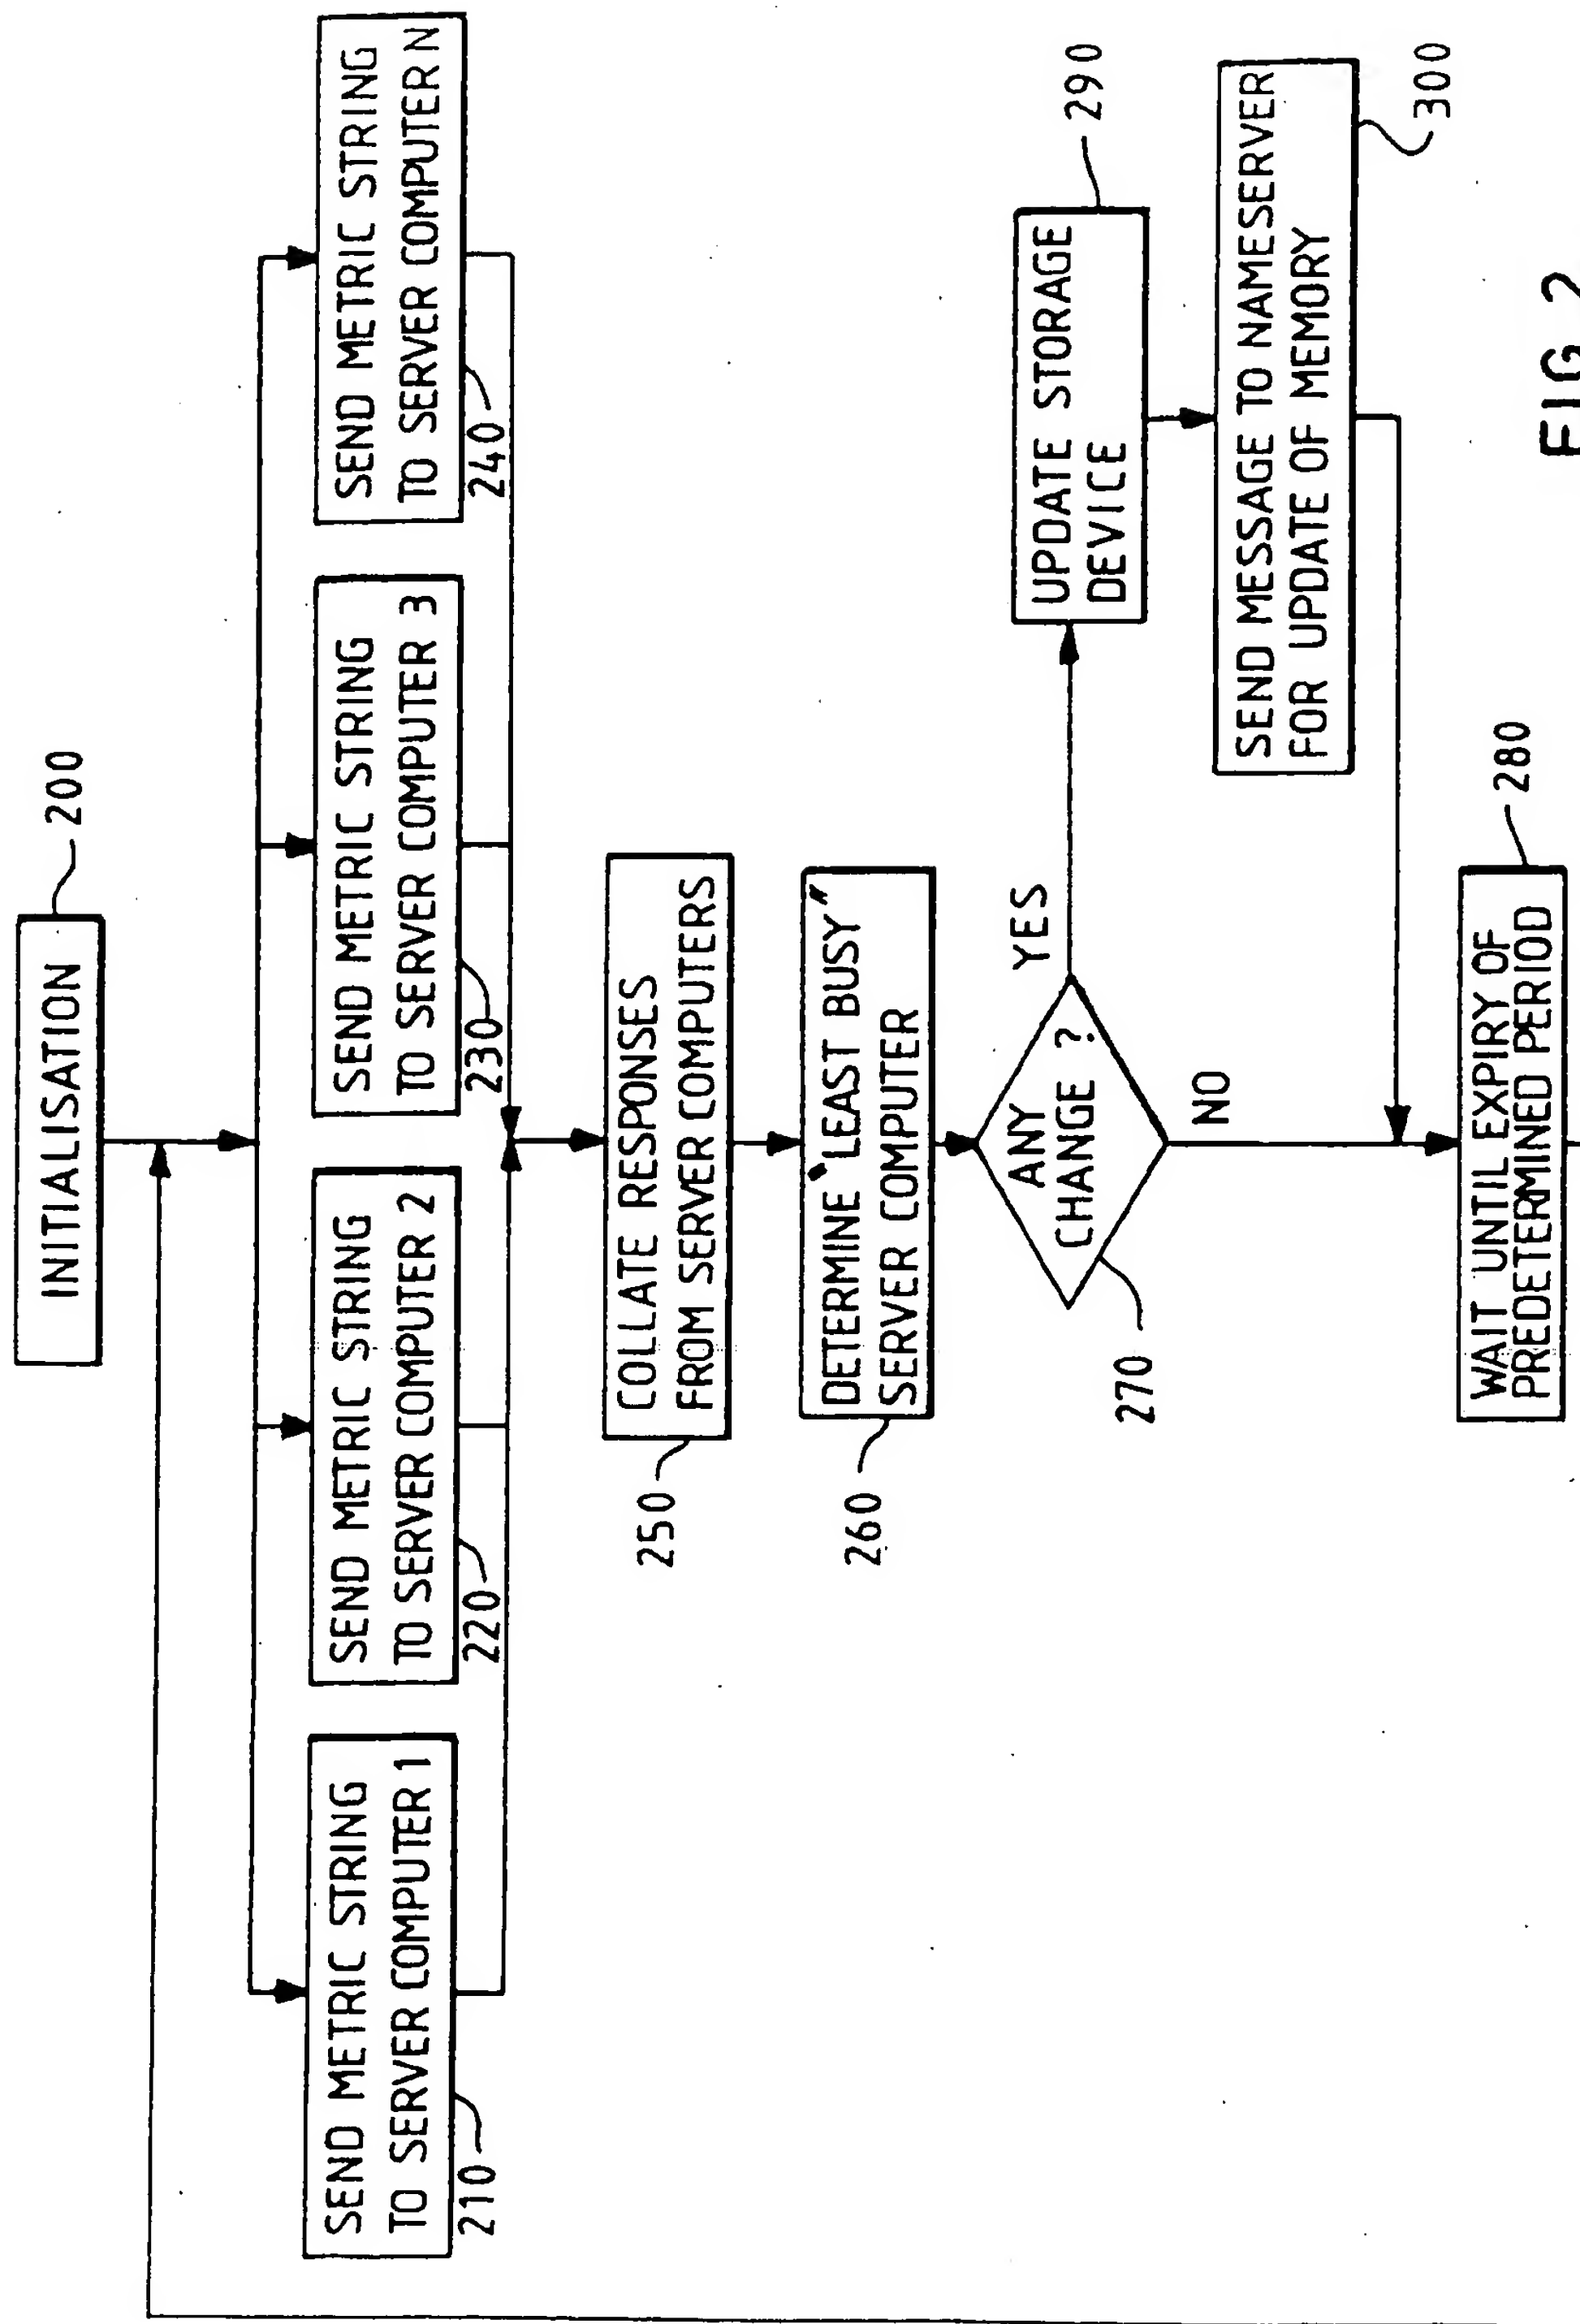 INITIALISATION
200
SEND METRIC STRING
TO SERVER COMPUTER 1
210
SEND METRIC STRING
TO SERVER COMPUTER 2
220
SEND METRIC STRING
TO SERVER COMPUTER 3
230
SEND METRIC STRING
TO SERVER COMPUTER N
240
COLLATE RESPONSES
FROM SERVER COMPUTERS
250
DETERMINE "LEAST BUSY"
SERVER COMPUTER
260
ANY
CHANGE ?
270
YES
NO
UPDATE STORAGE
DEVICE
290
SEND MESSAGE TO NAMESERVER
FOR UPDATE OF MEMORY
300
WAIT UNTIL EXPIRY OF
PREDETERMINED PERIOD
280
FIG 2